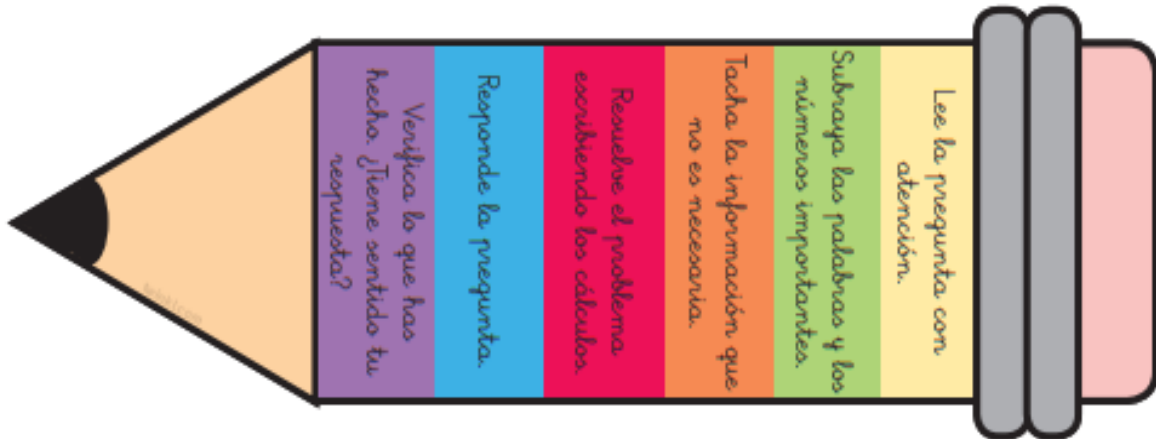 Lee la pregunta con
atención.
Subraya las palabras y los
números importantes.
Tacha la información que
no es necesaria.
Resuelve el problema
escribiendo los cálculos.
Responde la pregunta.
Verifica lo que has
hecho. ¿Tiene sentido tu
respuesta?